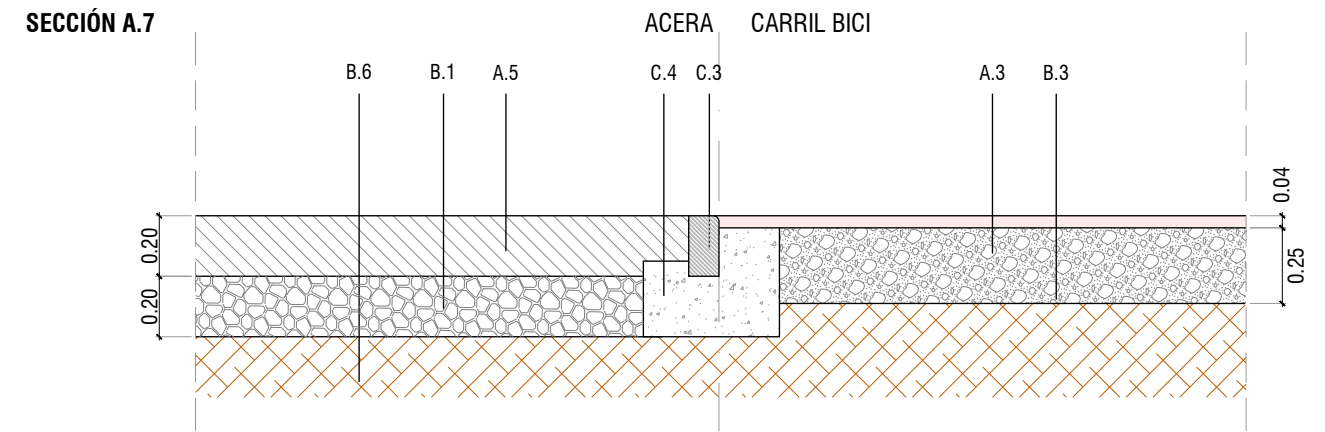 SECCIÓN A.7
ACERA CARRIL BICI
B.6 B.1 A.5 C.4 C.3 A.3 B.3
0.04
0.20
0.25
0.20